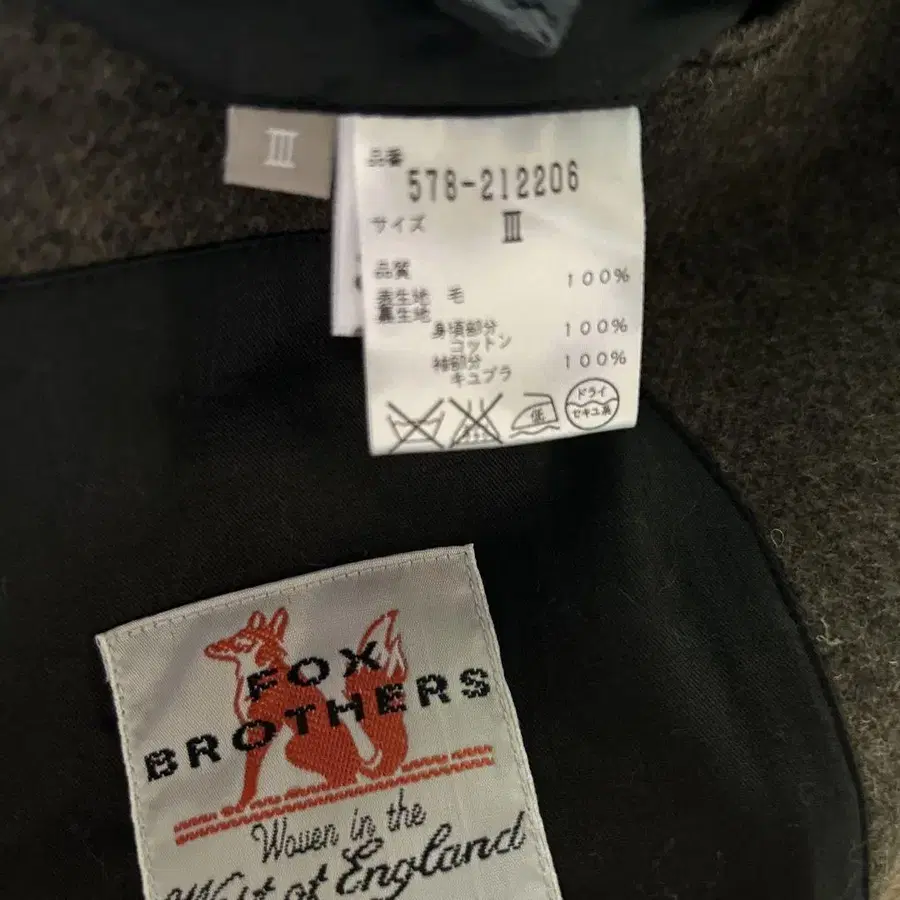 III
品番
578-212206
サイズ III
品質
表生地 毛 100%
裏生地
身頃部分 100%
コットン
袖部分 100%
キュプラ
低
ドライ
セキユ系
FOX
BROTHERS
Woven in the
West of England